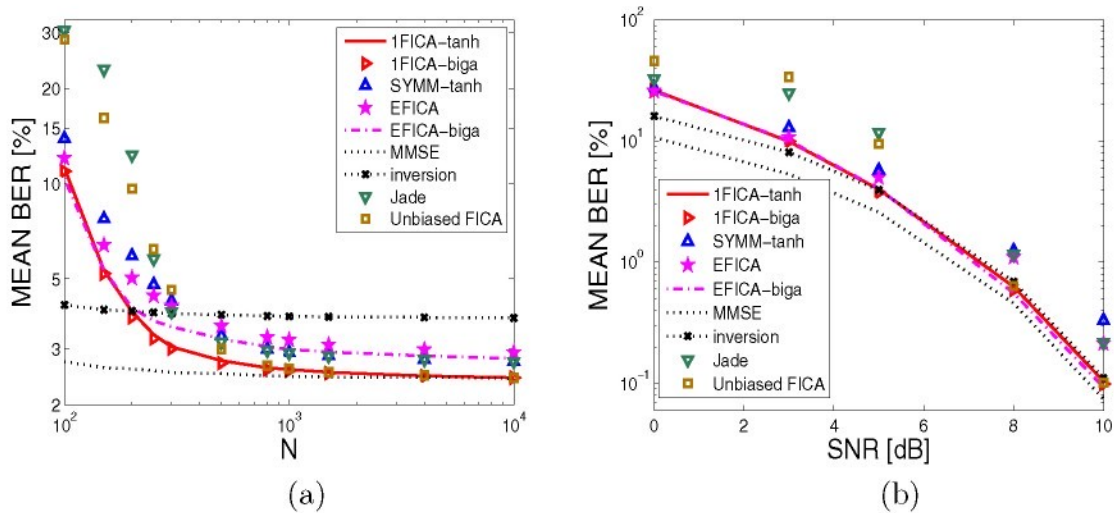 MEAN BER [%]
30
15
10
5
3
2
10^2
10^3
10^4
N
1FICA-tanh
1FICA-biga
SYMM-tanh
EFICA
EFICA-biga
MMSE
inversion
Jade
Unbiased FICA
(a)
MEAN BER [%]
10^2
10^1
10^0
10^-1
0
2
4
6
8
10
SNR [dB]
1FICA-tanh
1FICA-biga
SYMM-tanh
EFICA
EFICA-biga
MMSE
inversion
Jade
Unbiased FICA
(b)